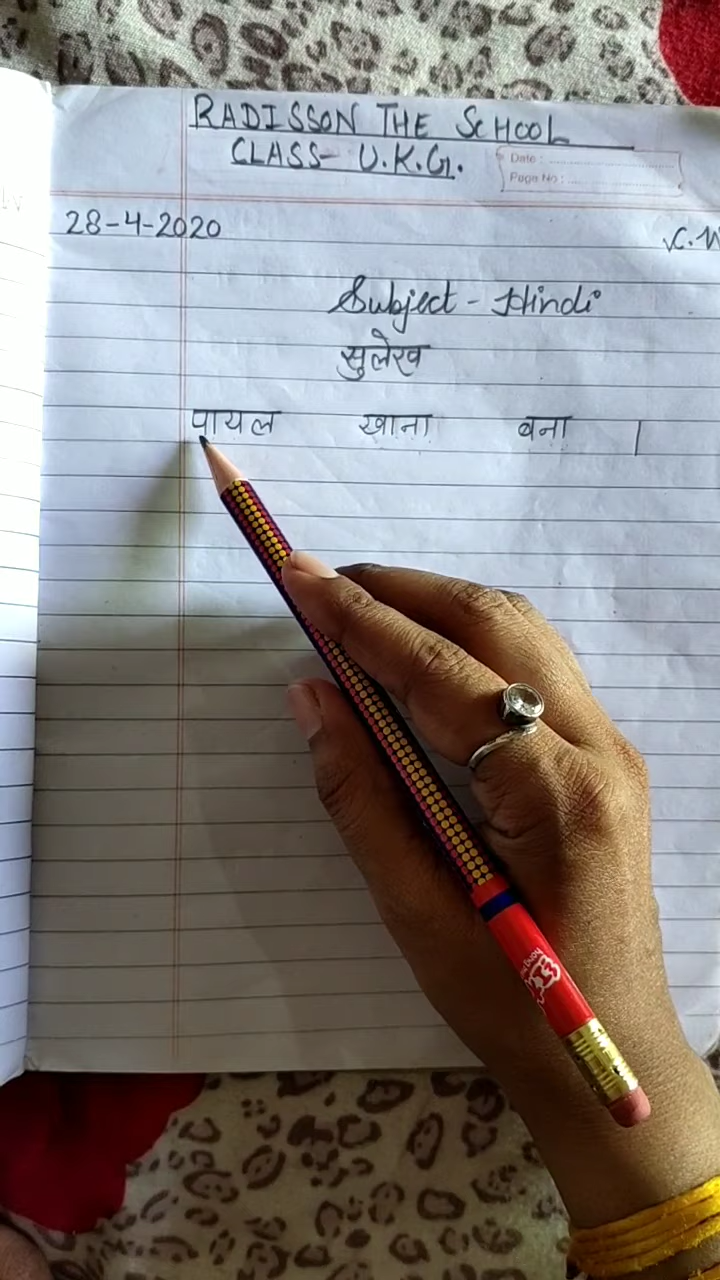 RADISSON THE SCHOOL
CLASS- U.K.G.
Date :
Page No :
28-4-2020
Subject - Hindi
सुलेख
पायल खाना बना ।